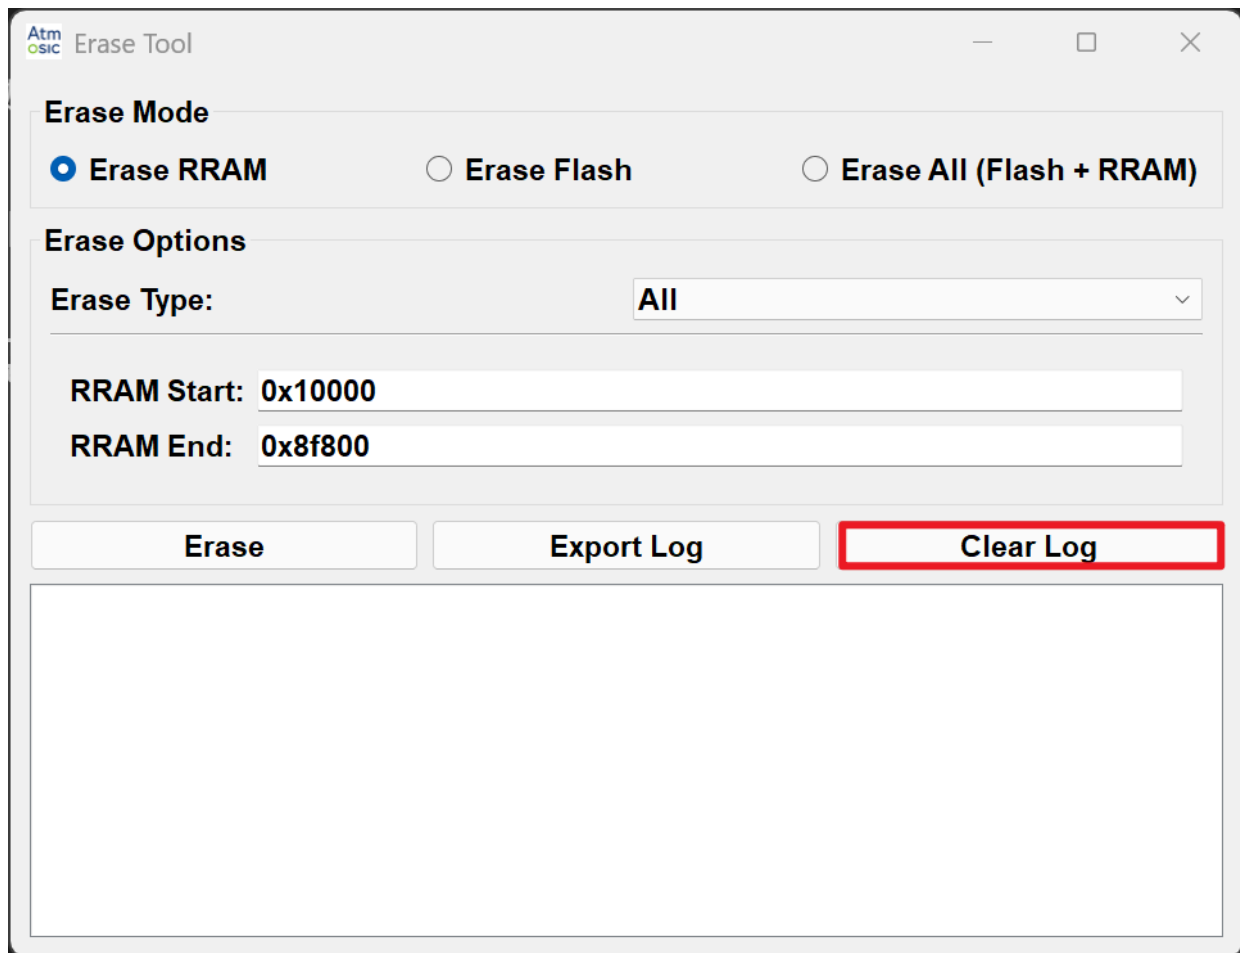 Atm
osic
Erase Tool
Erase Mode
Erase RRAM
Erase Flash
Erase All (Flash + RRAM)
Erase Options
Erase Type:
All
RRAM Start: 0x10000
RRAM End: 0x8f800
Erase
Export Log
Clear Log